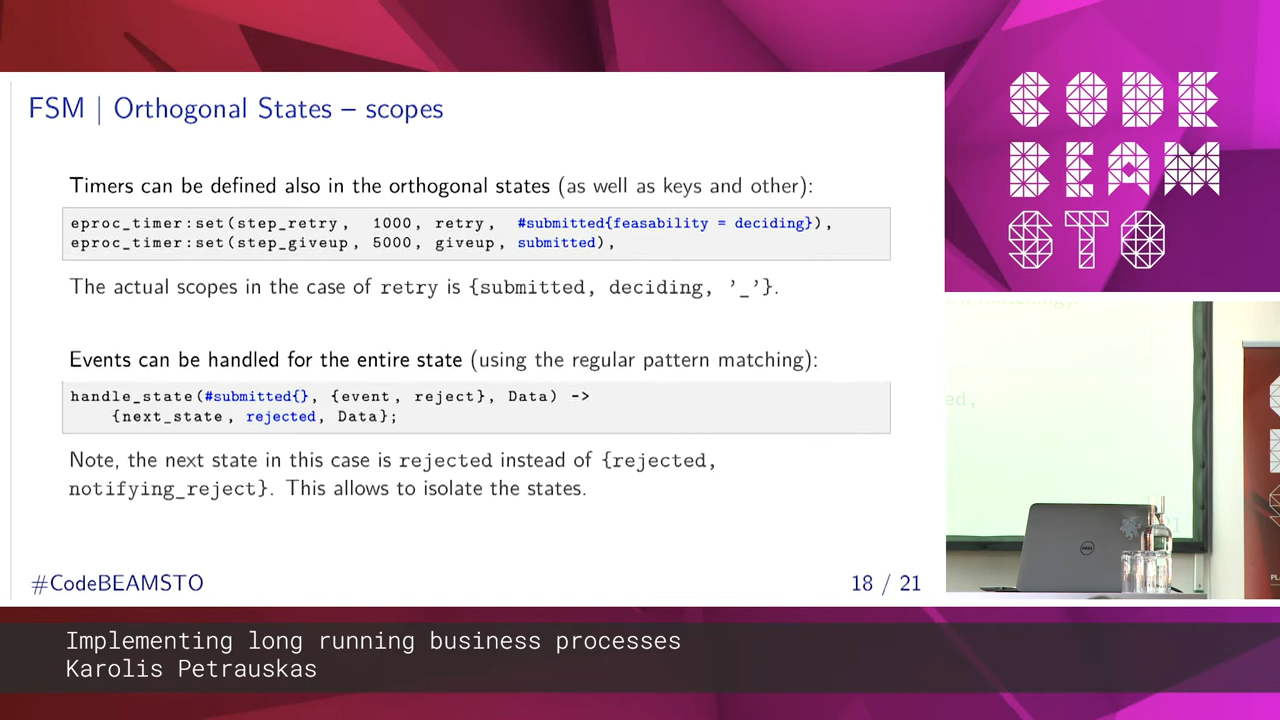 FSM | Orthogonal States – scopes
Timers can be defined also in the orthogonal states (as well as keys and other):
eproc_timer:set(step_retry, 1000, retry, #submitted{feasability = deciding}),
eproc_timer:set(step_giveup, 5000, giveup, submitted),
The actual scopes in the case of retry is {submitted, deciding, ’_’}.
Events can be handled for the entire state (using the regular pattern matching):
handle_state(#submitted{}, {event, reject}, Data) ->
{next_state, rejected, Data};
Note, the next state in this case is rejected instead of {rejected,
notifying_reject}. This allows to isolate the states.
#CodeBEAMSTO
18 / 21
CODE
BEAM
STO
DELL
Implementing long running business processes
Karolis Petrauskas